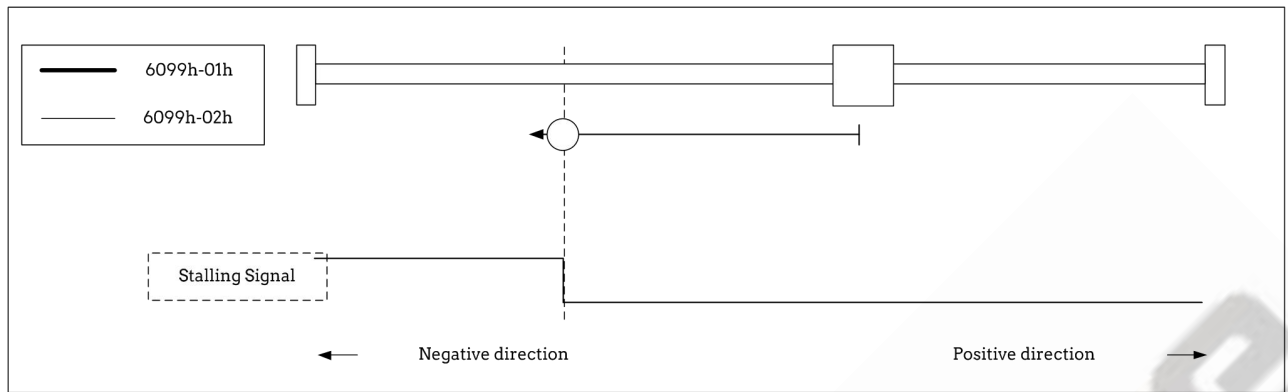 6099h-01h
6099h-02h
Stalling Signal
Negative direction
Positive direction